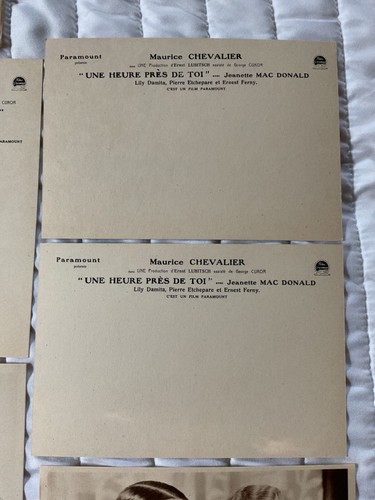 Paramount
présente
Maurice CHEVALIER
dans UNE Production d'Ernst LUBITSCH assisté de George CUKOR
"UNE HEURE PRÈS DE TOI" avec Jeanette MAC DONALD
Lily Damita, Pierre Etchepare et Ernest Ferny.
C'EST UN FILM PARAMOUNT
CUKOR
Paramount
présente
Maurice CHEVALIER
dans UNE Production d'Ernst LUBITSCH assisté de George CUKOR
"UNE HEURE PRÈS DE TOI" avec Jeanette MAC DONALD
Lily Damita, Pierre Etchepare et Ernest Ferny.
C'EST UN FILM PARAMOUNT